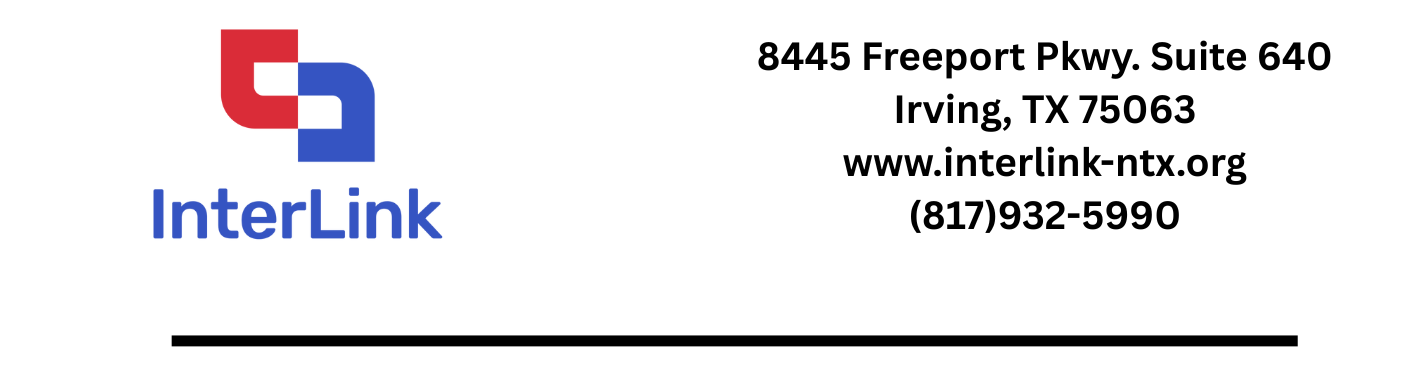 InterLink
8445 Freeport Pkwy. Suite 640
Irving, TX 75063
www.interlink-ntx.org
(817)932-5990